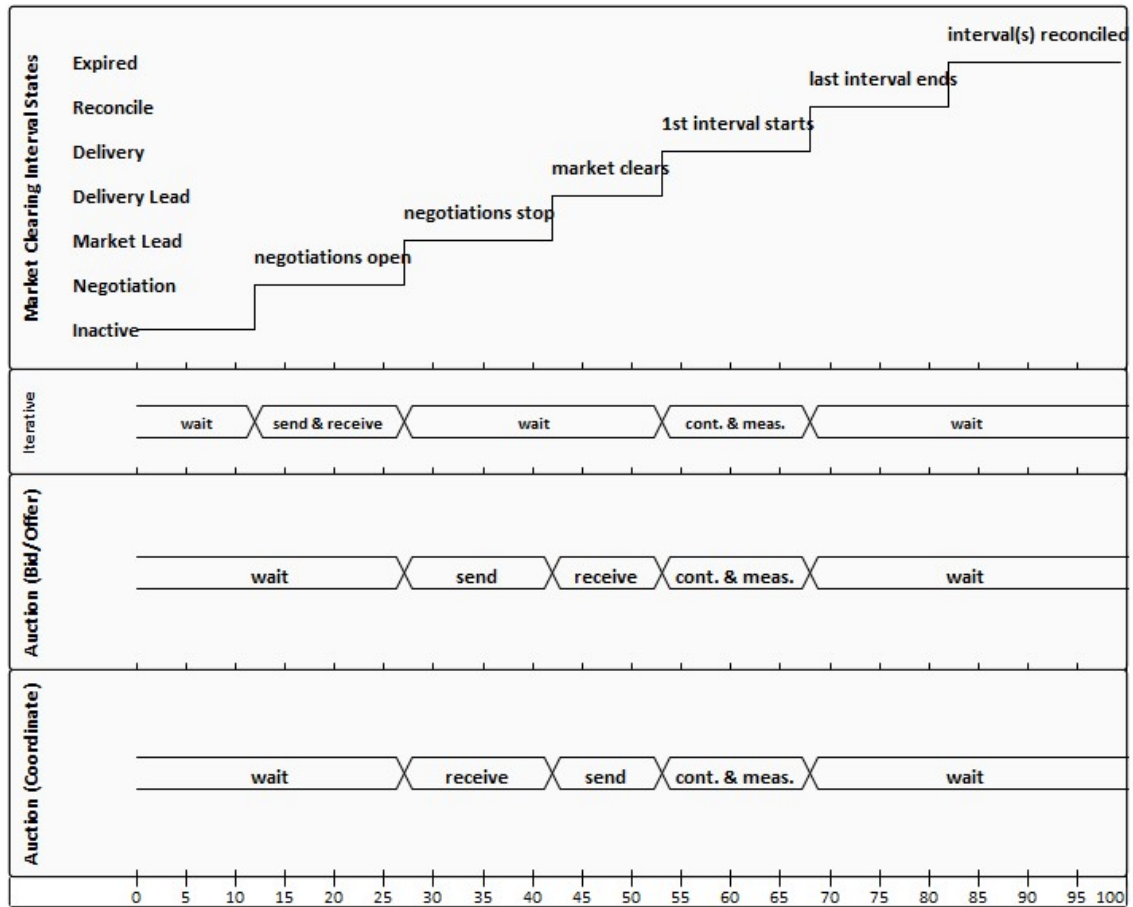 Market Clearing Interval States
interval(s) reconciled
Expired
last interval ends
Reconcile
1st interval starts
Delivery
market clears
Delivery Lead
negotiations stop
Market Lead
negotiations open
Negotiation
Inactive
Iterative
wait send & receive wait cont. & meas. wait
Auction (Bid/Offer)
wait send receive cont. & meas. wait
Auction (Coordinate)
wait receive send cont. & meas. wait
0 5 10 15 20 25 30 35 40 45 50 55 60 65 70 75 80 85 90 95 100